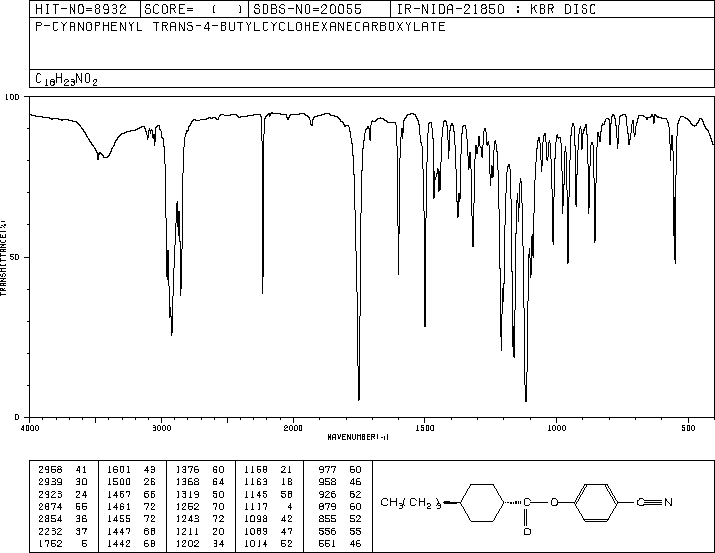 HIT-NO=8932 SCORE= ( ) SDBS-NO=20055 IR-NIDA-21850 : KBR DISC
P-CYANOPHENYL TRANS-4-BUTYLCYCLOHEXANECARBOXYLATE
C18H23NO2
100
50
0
TRANSMITTANCE(%)
4000 3000 2000 1500 1000 500
WAVENUMBER(-1)
2958 41 1601 43 1376 60 1168 21 977 60
2939 30 1500 26 1368 64 1163 18 958 46
2923 24 1467 66 1319 50 1145 58 926 62
2874 55 1461 72 1262 70 1117 4 879 60
2854 36 1455 72 1243 72 1098 42 855 52
2232 37 1447 68 1211 20 1089 47 556 55
1752 5 1442 68 1202 34 1014 52 551 46
CH3(CH2)3 C O C N
O